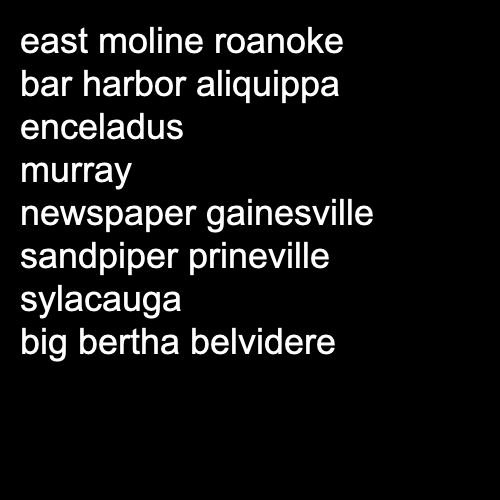 east moline roanoke
bar harbor aliquippa
enceladus
murray
newspaper gainesville
sandpiper prineville
sylacauga
big bertha belvidere